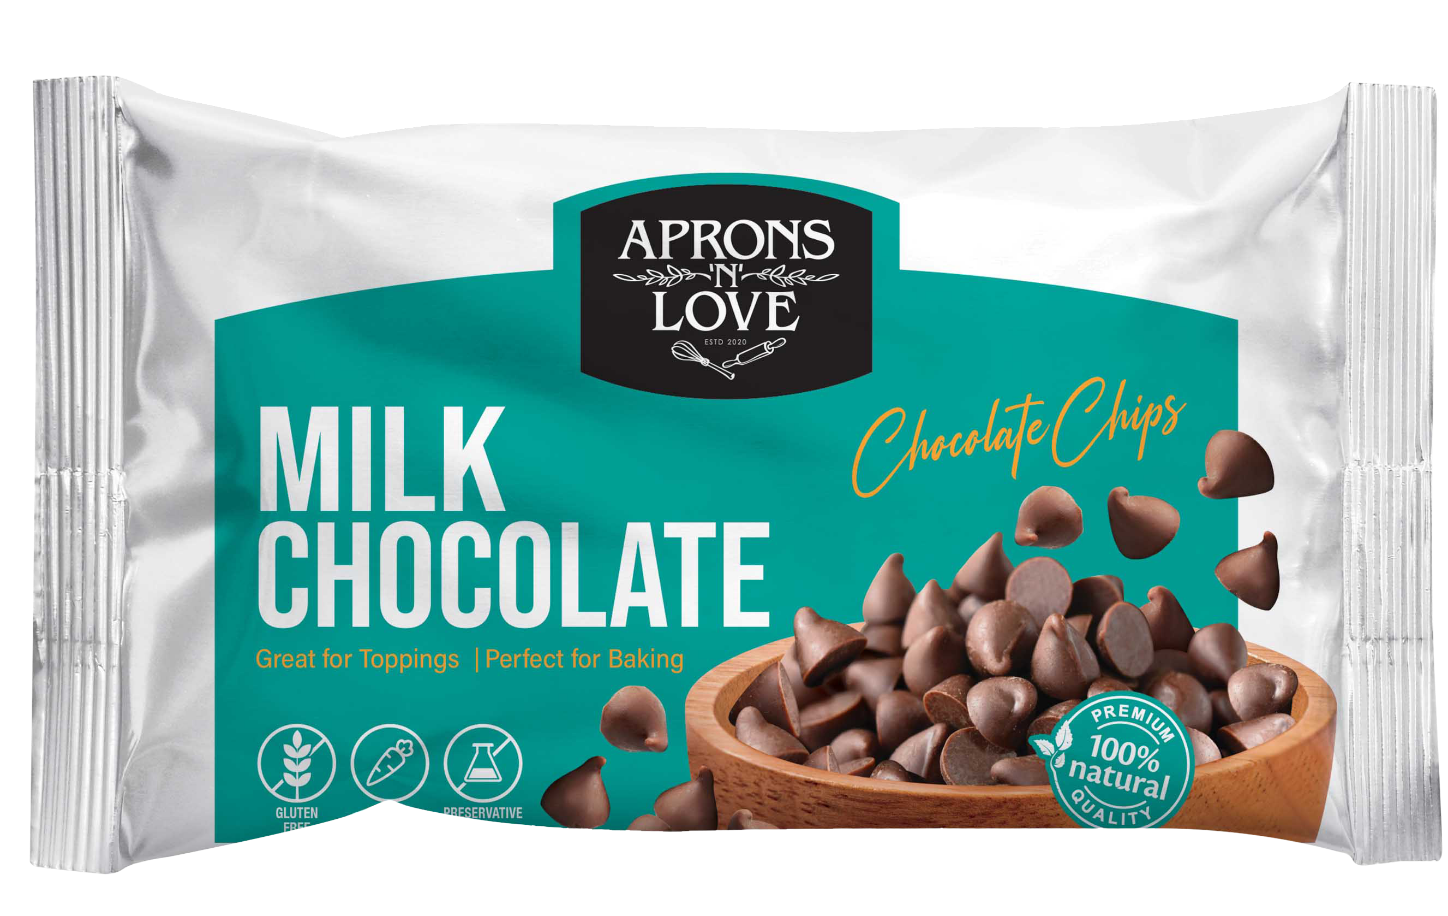 APRONS
'N'
LOVE
ESTD 2020
Chocolate Chips
MILK
CHOCOLATE
Great for Toppings | Perfect for Baking
GLUTEN
FREE
PRESERVATIVE
PREMIUM
100%
natural
QUALITY